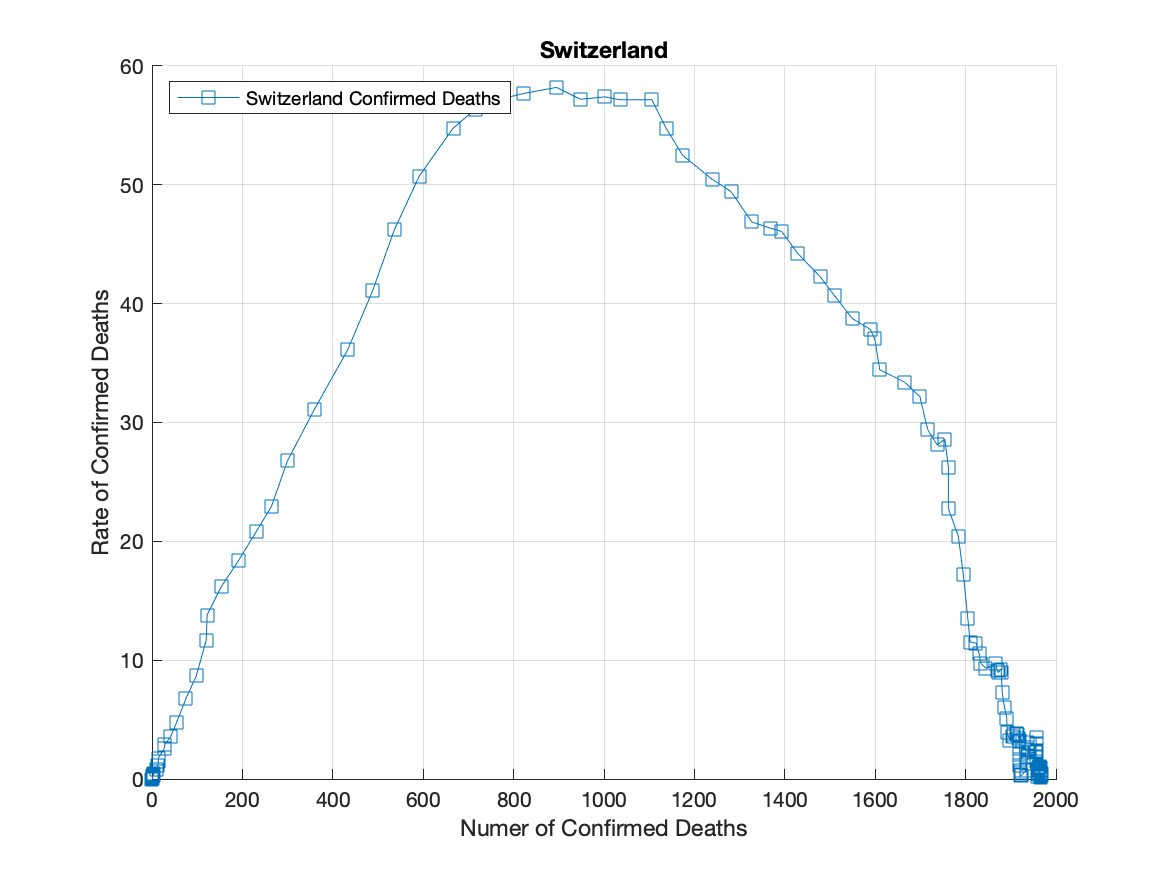 Switzerland
Switzerland Confirmed Deaths
Rate of Confirmed Deaths
60
50
40
30
20
10
0
0 200 400 600 800 1000 1200 1400 1600 1800 2000
Numer of Confirmed Deaths